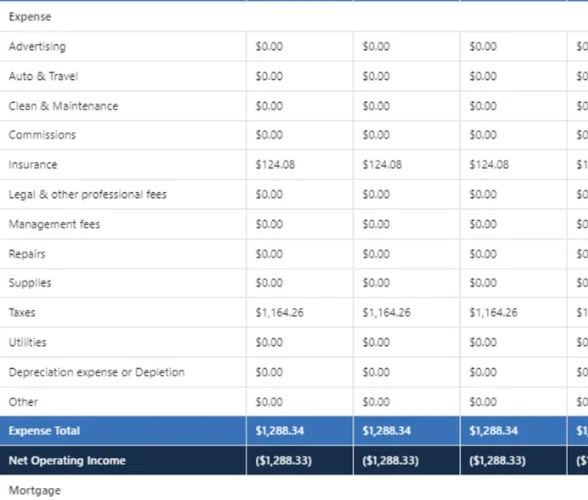 Expense
Advertising $0.00 $0.00 $0.00 $0
Auto & Travel $0.00 $0.00 $0.00 $0
Clean & Maintenance $0.00 $0.00 $0.00 $0
Commissions $0.00 $0.00 $0.00 $0
Insurance $124.08 $124.08 $124.08 $1
Legal & other professional fees $0.00 $0.00 $0.00 $0
Management fees $0.00 $0.00 $0.00 $0
Repairs $0.00 $0.00 $0.00 $0
Supplies $0.00 $0.00 $0.00 $0
Taxes $1,164.26 $1,164.26 $1,164.26 $1
Utilities $0.00 $0.00 $0.00 $0
Depreciation expense or Depletion $0.00 $0.00 $0.00 $0
Other $0.00 $0.00 $0.00 $0
Expense Total $1,288.34 $1,288.34 $1,288.34 $1,
Net Operating Income ($1,288.33) ($1,288.33) ($1,288.33) ($
Mortgage